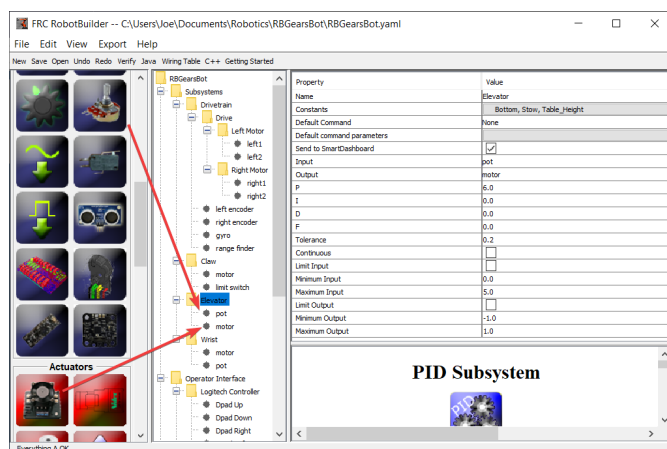 FRC RobotBuilder -- C:\Users\Joe\Documents\Robotics\RBGearsBot\RBGearsBot.yaml
File Edit View Export Help
New Save Open Undo Redo Verify Java Wiring Table C++ Getting Started
Actuators
RBGearsBot
Subsystems
Drivetrain
Drive
Left Motor
left1
left2
Right Motor
right1
right2
left encoder
right encoder
gyro
range finder
Claw
motor
limit switch
Elevator
pot
motor
Wrist
motor
pot
Operator Interface
Logitech Controller
Dpad Up
Dpad Down
Dpad Right
Property Value
Name Elevator
Constants Bottom, Stow, Table_Height
Default Command None
Default command parameters
Send to SmartDashboard
Input pot
Output motor
P 6.0
I 0.0
D 0.0
F 0.0
Tolerance 0.2
Continuous
Limit Input
Minimum Input 0.0
Maximum Input 5.0
Limit Output
Minimum Output -1.0
Maximum Output 1.0
PID Subsystem
PID
Everything A OK